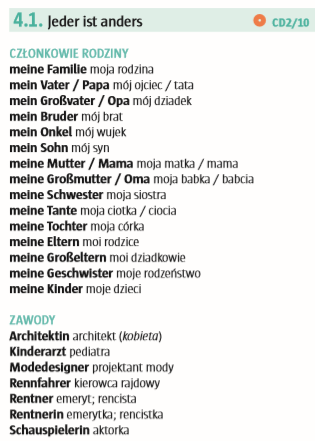 4.1. Jeder ist anders CD2/10
CZŁONKOWIE RODZINY
meine Familie moja rodzina
mein Vater / Papa mój ojciec / tata
mein Großvater / Opa mój dziadek
mein Bruder mój brat
mein Onkel mój wujek
mein Sohn mój syn
meine Mutter / Mama moja matka / mama
meine Großmutter / Oma moja babka / babcia
meine Schwester moja siostra
meine Tante moja ciotka / ciocia
meine Tochter moja córka
meine Eltern moi rodzice
meine Großeltern moi dziadkowie
meine Geschwister moje rodzeństwo
meine Kinder moje dzieci
ZAWODY
Architektin architekt (kobieta)
Kinderarzt pediatra
Modedesigner projektant mody
Rennfahrer kierowca rajdowy
Rentner emeryt; rencista
Rentnerin emerytka; rencistka
Schauspielerin aktorka